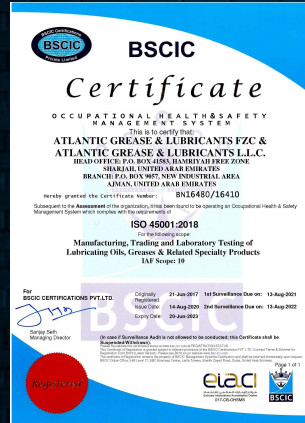 BSCIC Certifications
BSCIC
Private Limited
BSCIC
Certificate
OCCUPATIONAL HEALTH&SAFETY
MANAGEMENT SYSTEM
This is to certify that:
ATLANTIC GREASE & LUBRICANTS FZC &
ATLANTIC GREASE & LUBRICANTS L.L.C.
HEAD OFFICE: P.O. BOX 41583, HAMRIYAH FREE ZONE
SHARJAH, UNITED ARAB EMIRATES
BRANCH: P.O. BOX 9057, NEW INDUSTRIAL AREA
AJMAN, UNITED ARAB EMIRATES
Hereby granted the Certificate Number: BN16480/16410
Subsequent to the Assessment of the organization, it has been found to be operating an Occupational Health & Safety
Management System which complies with the requirements of
ISO 45001:2018
For the following scope:
Manufacturing, Trading and Laboratory Testing of
Lubricating Oils, Greases & Related Specialty Products
IAF Scope: 10
For
BSCIC CERTIFICATIONS PVT.LTD.
Originally Registered: 21-Jun-2017 1st Surveillance Due on: 13-Aug-2021
Issue Date: 14-Aug-2020 2nd Surveillance Due on: 13-Aug-2022
Expiry Date: 20-Jun-2023
Sanjay Seth
Managing Director
(In case if Surveillance Audit is not allowed to be conducted; this Certificate shall be
Suspended/Withdrawn)
Page 1 of 1
Registered
eiaci
017-CB-OHSMS
BSCIC